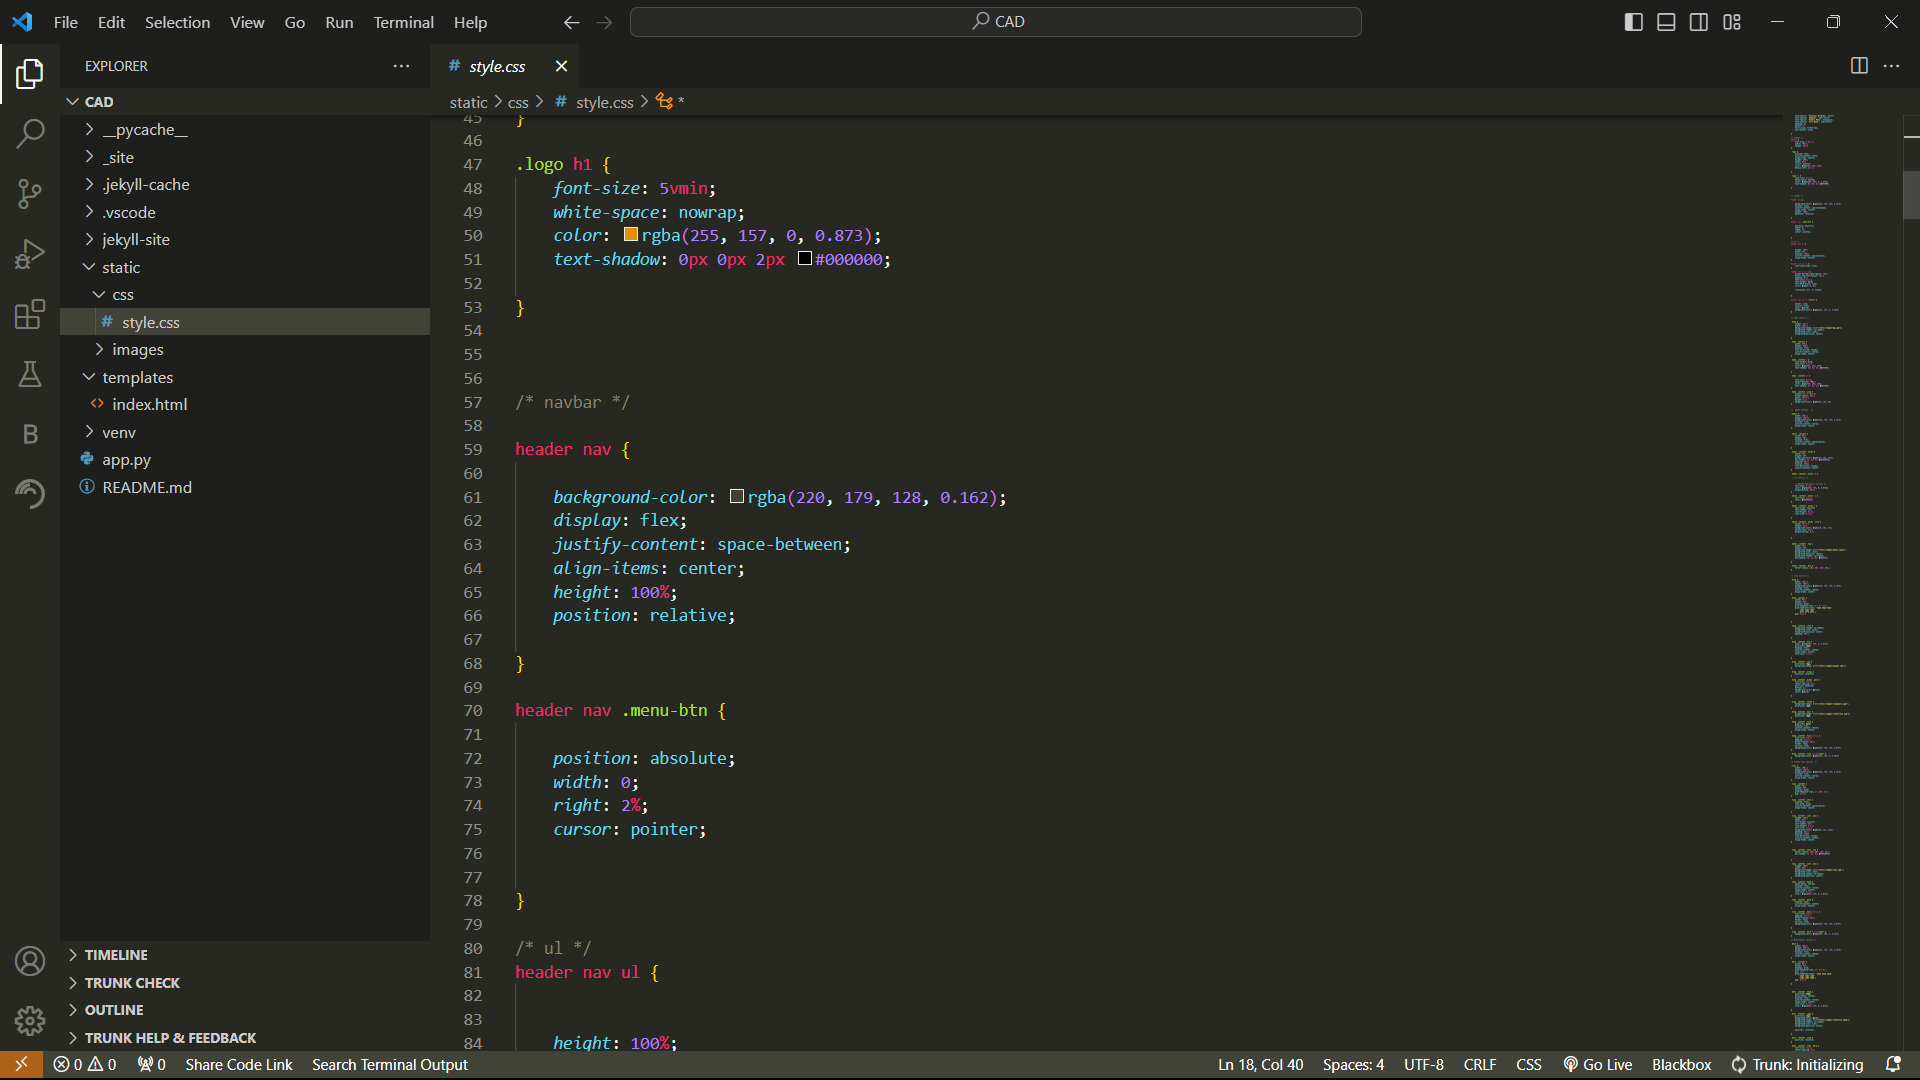 File Edit Selection View Go Run Terminal Help
CAD
EXPLORER
# style.css
static > css > # style.css > *
CAD
__pycache__
_site
.jekyll-cache
.vscode
jekyll-site
static
css
# style.css
images
templates
<> index.html
venv
app.py
README.md
TIMELINE
TRUNK CHECK
OUTLINE
TRUNK HELP & FEEDBACK
45 }
46
47 .logo h1 {
48 font-size: 5vmin;
49 white-space: nowrap;
50 color: rgba(255, 157, 0, 0.873);
51 text-shadow: 0px 0px 2px #000000;
52
53 }
54
55
56
57 /* navbar */
58
59 header nav {
60
61 background-color: rgba(220, 179, 128, 0.162);
62 display: flex;
63 justify-content: space-between;
64 align-items: center;
65 height: 100%;
66 position: relative;
67
68 }
69
70 header nav .menu-btn {
71
72 position: absolute;
73 width: 0;
74 right: 2%;
75 cursor: pointer;
76
77
78 }
79
80 /* ul */
81 header nav ul {
82
83
84 height: 100%;
0 0 0 Share Code Link Search Terminal Output
Ln 18, Col 40 Spaces: 4 UTF-8 CRLF CSS Go Live Blackbox Trunk: Initializing